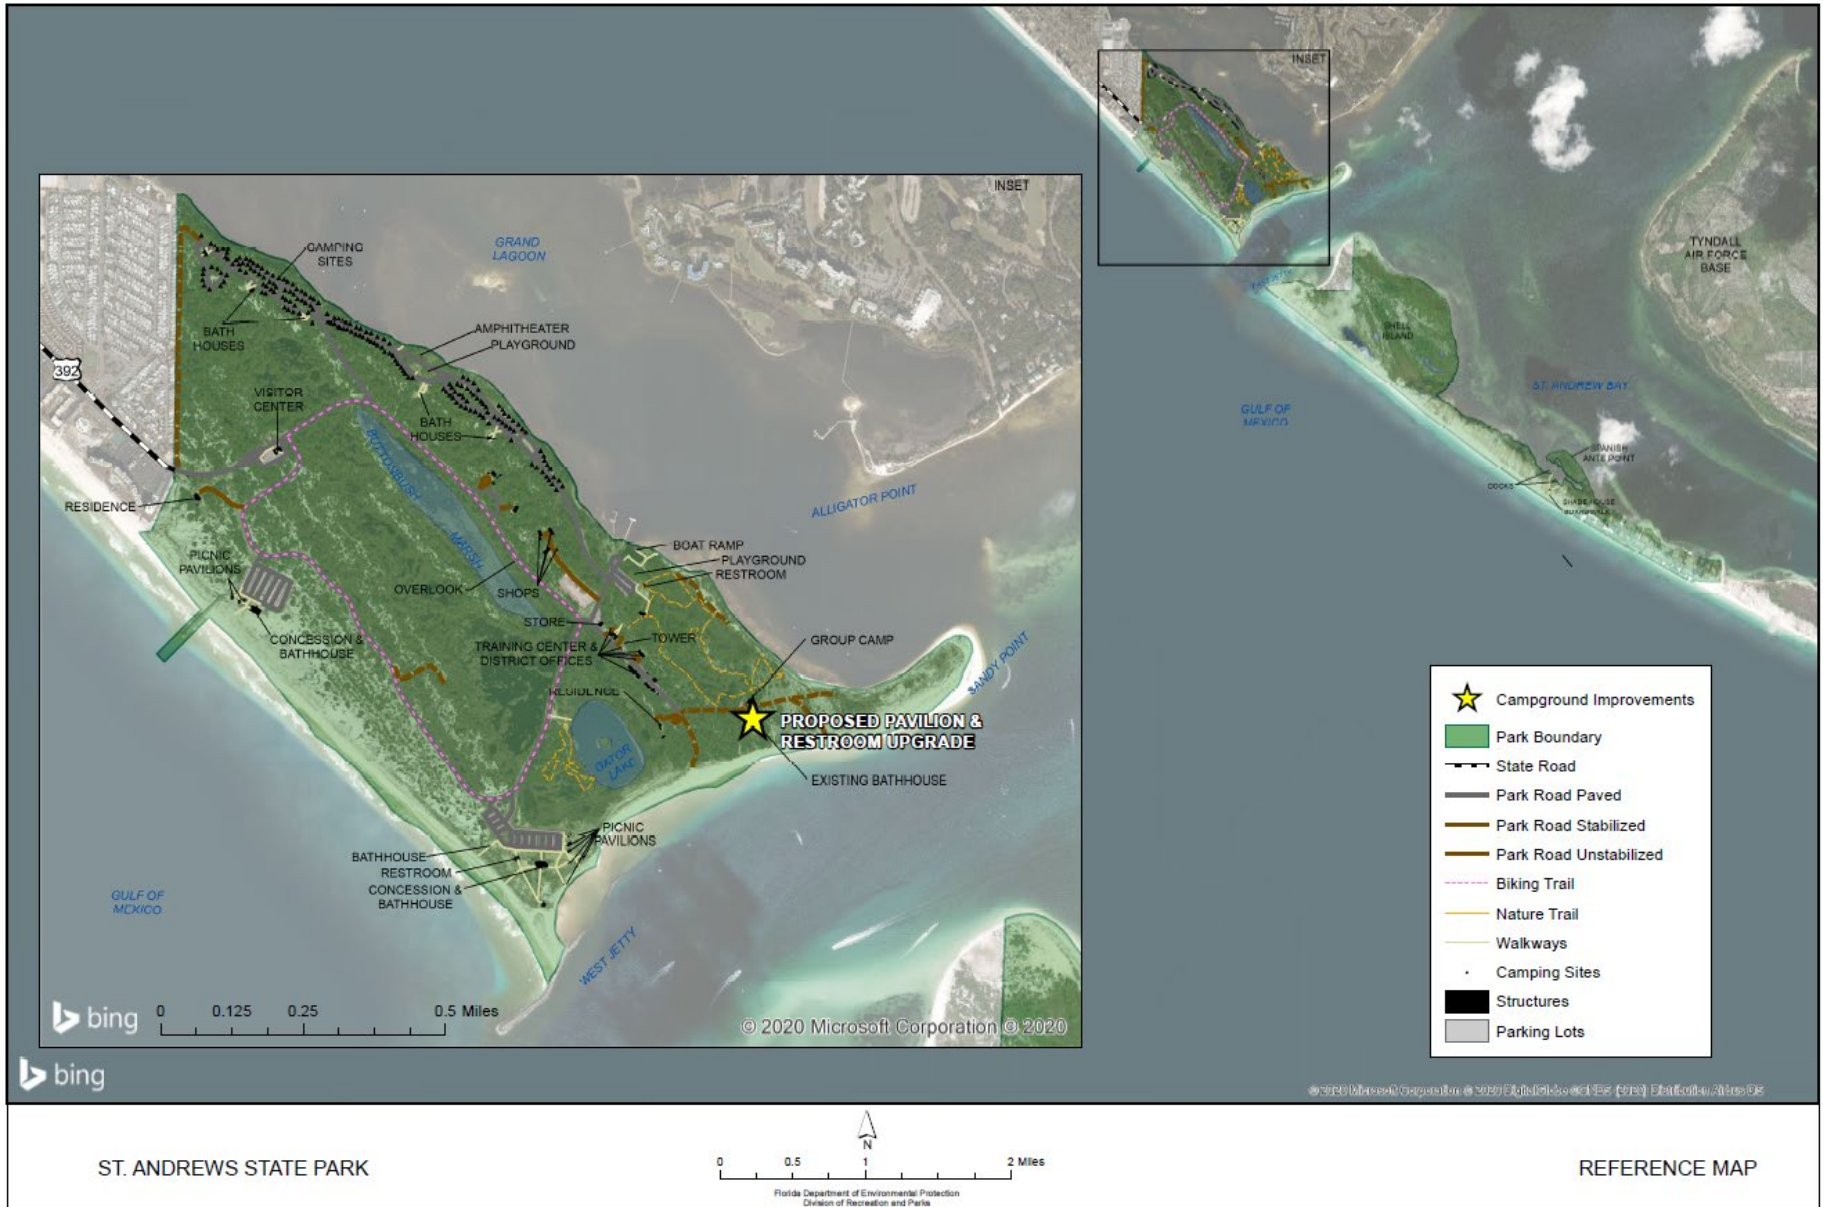 INSET
TYNDALL
AIR FORCE
BASE
SHELL
ISLAND
ST. ANDREW BAY
GULF OF
MEXICO
SPANISH
ANTE POINT
DOCKS
INSET
GRAND
LAGOON
CAMPING
SITES
BATH
HOUSES
AMPHITHEATER
PLAYGROUND
392
VISITOR
CENTER
BATH
HOUSES
BUTTOSBUSH
MARSH
ALLIGATOR POINT
RESIDENCE
BOAT RAMP
PLAYGROUND
RESTROOM
PICNIC
PAVILIONS
OVERLOOK
SHOPS
STORE
TOWER
GROUP CAMP
CONCESSION &
BATHHOUSE
TRAINING CENTER &
DISTRICT OFFICES
SANDY POINT
RESIDENCE
PROPOSED PAVILION &
RESTROOM UPGRADE
GATOR
LAKE
EXISTING BATHHOUSE
PICNIC
PAVILIONS
BATHHOUSE
RESTROOM
CONCESSION &
BATHHOUSE
GULF OF
MEXICO
WEST JETTY
bing
0 0.125 0.25 0.5 Miles
© 2020 Microsoft Corporation © 2020
bing
Campground Improvements
Park Boundary
State Road
Park Road Paved
Park Road Stabilized
Park Road Unstabilized
Biking Trail
Nature Trail
Walkways
Camping Sites
Structures
Parking Lots
ST. ANDREWS STATE PARK
N
0 0.5 1 2 Miles
Florida Department of Environmental Protection
Division of Recreation and Parks
REFERENCE MAP